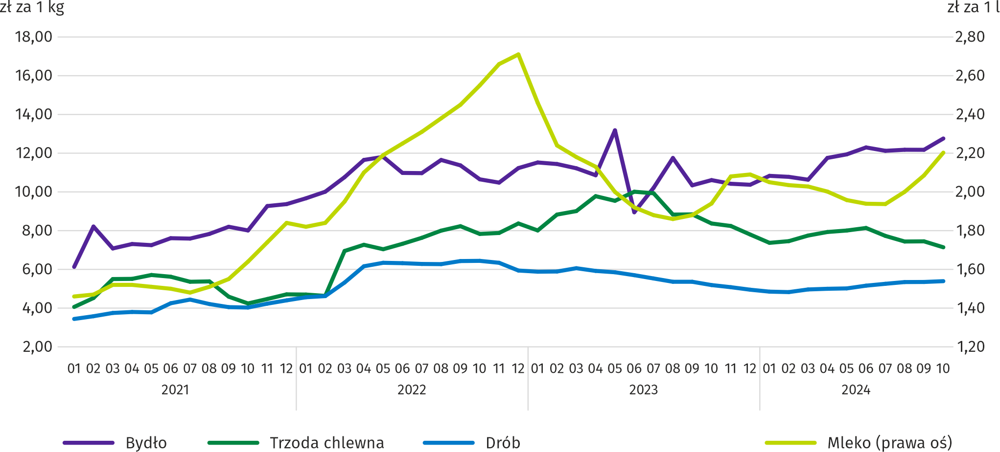 zł za 1 kg zł za 1 l
18,00 2,80
16,00 2,60
14,00 2,40
12,00 2,20
10,00 2,00
8,00 1,80
6,00 1,60
4,00 1,40
2,00 1,20
01 02 03 04 05 06 07 08 09 10 11 12 01 02 03 04 05 06 07 08 09 10 11 12 01 02 03 04 05 06 07 08 09 10 11 12 01 02 03 04 05 06 07 08 09 10
2021 2022 2023 2024
Bydło Trzoda chlewna Drób Mleko (prawa oś)